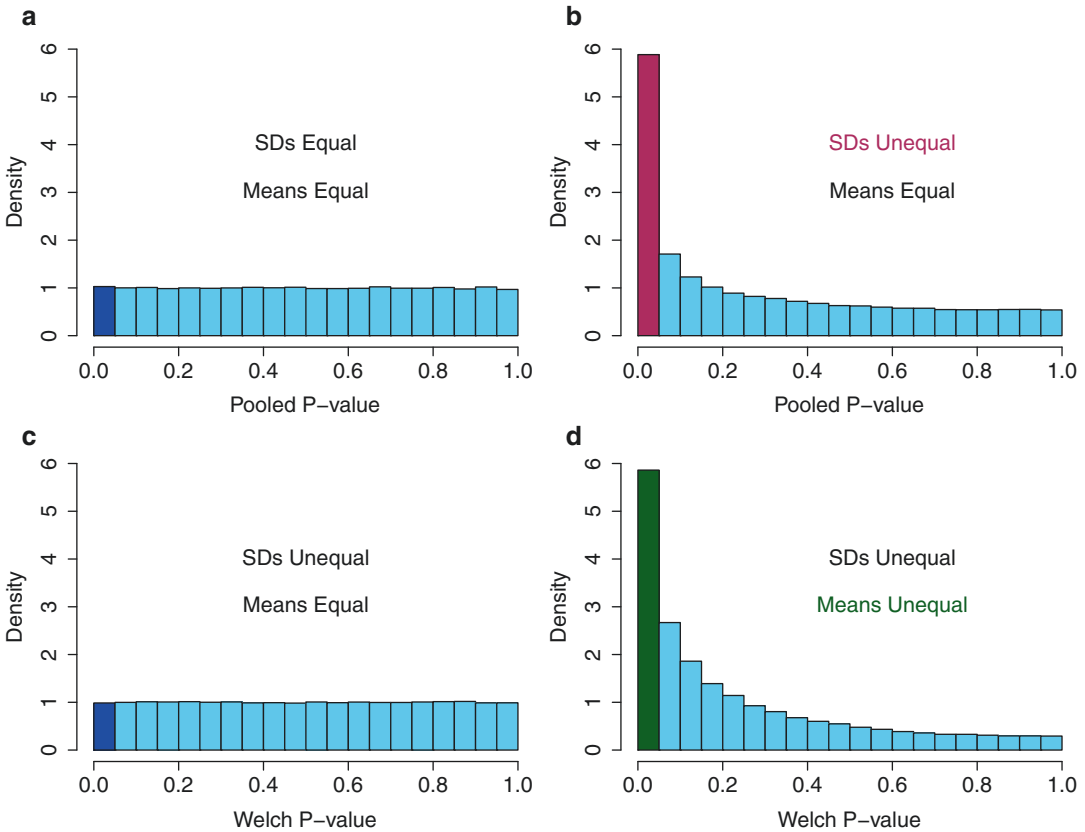 a
6
5
4
3
2
1
0
Density
SDs Equal
Means Equal
0.0 0.2 0.4 0.6 0.8 1.0
Pooled P−value
b
6
5
4
3
2
1
0
Density
SDs Unequal
Means Equal
0.0 0.2 0.4 0.6 0.8 1.0
Pooled P−value
c
6
5
4
3
2
1
0
Density
SDs Unequal
Means Equal
0.0 0.2 0.4 0.6 0.8 1.0
Welch P−value
d
6
5
4
3
2
1
0
Density
SDs Unequal
Means Unequal
0.0 0.2 0.4 0.6 0.8 1.0
Welch P−value